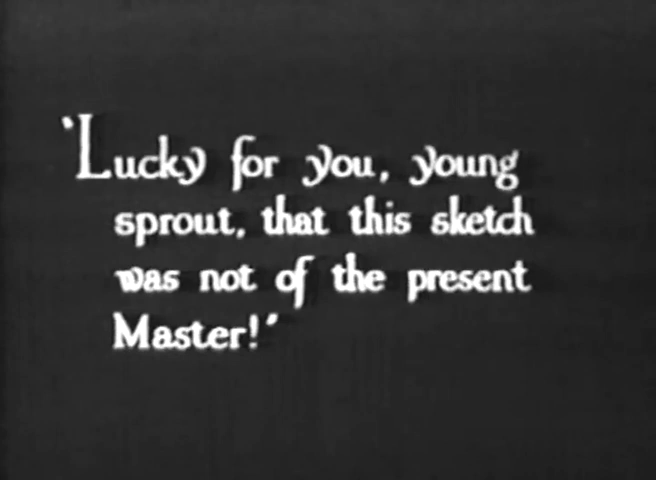 'Lucky for you, young
sprout, that this sketch
was not of the present
Master!'